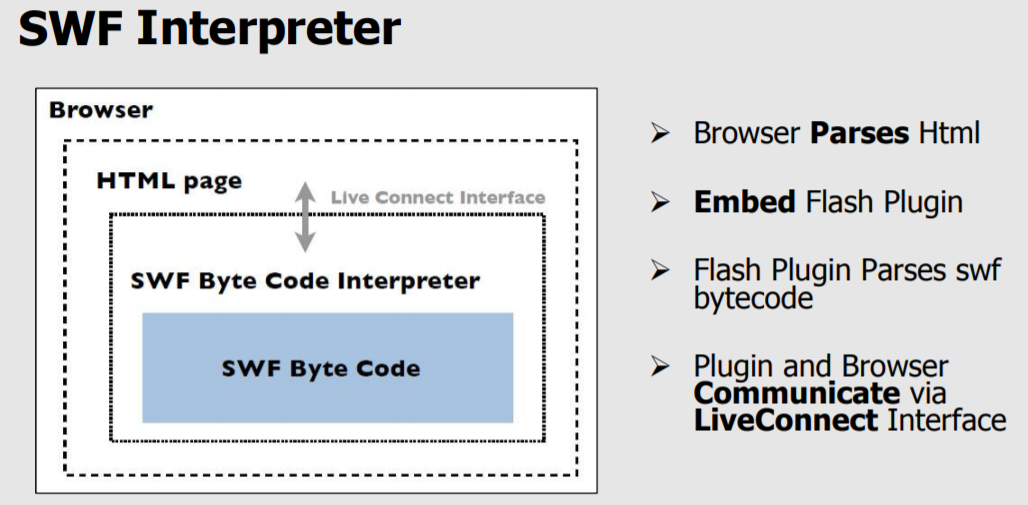 SWF Interpreter
Browser
HTML page
Live Connect Interface
SWF Byte Code Interpreter
SWF Byte Code
➢ Browser Parses Html
➢ Embed Flash Plugin
➢ Flash Plugin Parses swf
bytecode
➢ Plugin and Browser
Communicate via
LiveConnect Interface